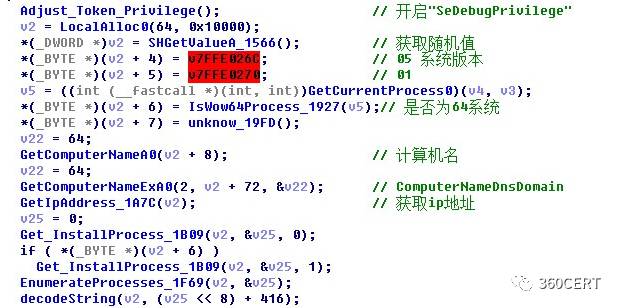 Adjust_Token_Privilege(); // 开启"SeDebugPrivilege"
v2 = LocalAlloc0(64, 0x10000);
*(_DWORD *)v2 = SHGetValueA_1566(); // 获取随机值
*(_BYTE *)(v2 + 4) = v7FFE026C; // 05 系统版本
*(_BYTE *)(v2 + 5) = v7FFE0270; // 01
v5 = ((int (__fastcall *)(int, int))GetCurrentProcess0)(v4, v3);
*(_BYTE *)(v2 + 6) = IsWow64Process_1927(v5);// 是否为64系统
*(_BYTE *)(v2 + 7) = unknow_19FD();
v22 = 64;
GetComputerNameA0(v2 + 8); // 计算机名
v22 = 64;
GetComputerNameExA0(2, v2 + 72, &v22); // ComputerNameDnsDomain
GetIpAddress_1A7C(v2); // 获取ip地址
v25 = 0;
Get_InstallProcess_1B09(v2, &v25, 0);
if ( *(_BYTE *)(v2 + 6) )
Get_InstallProcess_1B09(v2, &v25, 1);
EnumerateProcesses_1F69(v2, &v25);
decodeString(v2, (v25 << 8) + 416);
360CERT